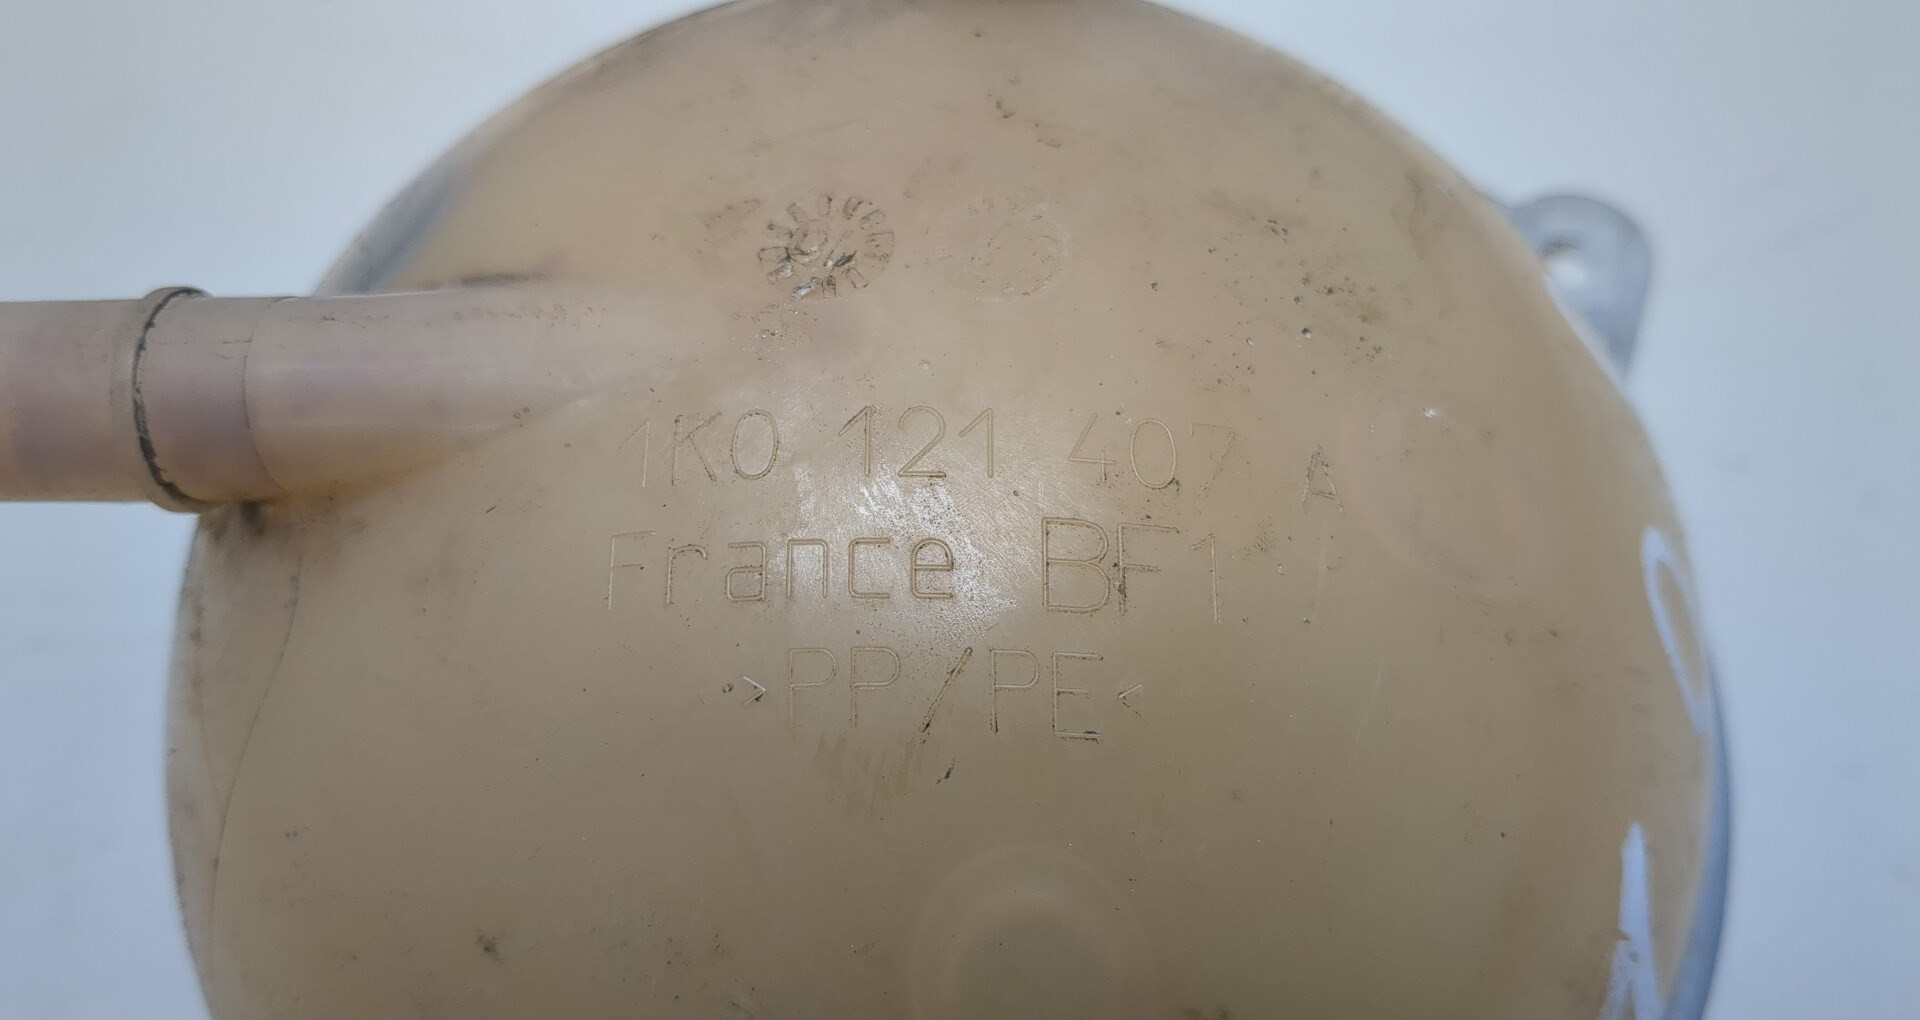 1K0 121 407 A
France BF1
>PP/PE<